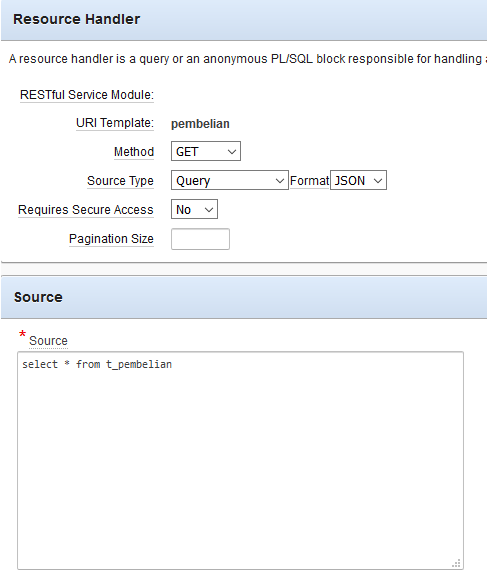 Resource Handler
A resource handler is a query or an anonymous PL/SQL block responsible for handling
RESTful Service Module:
URI Template: pembelian
Method GET
Source Type Query Format JSON
Requires Secure Access No
Pagination Size
Source
* Source
select * from t_pembelian